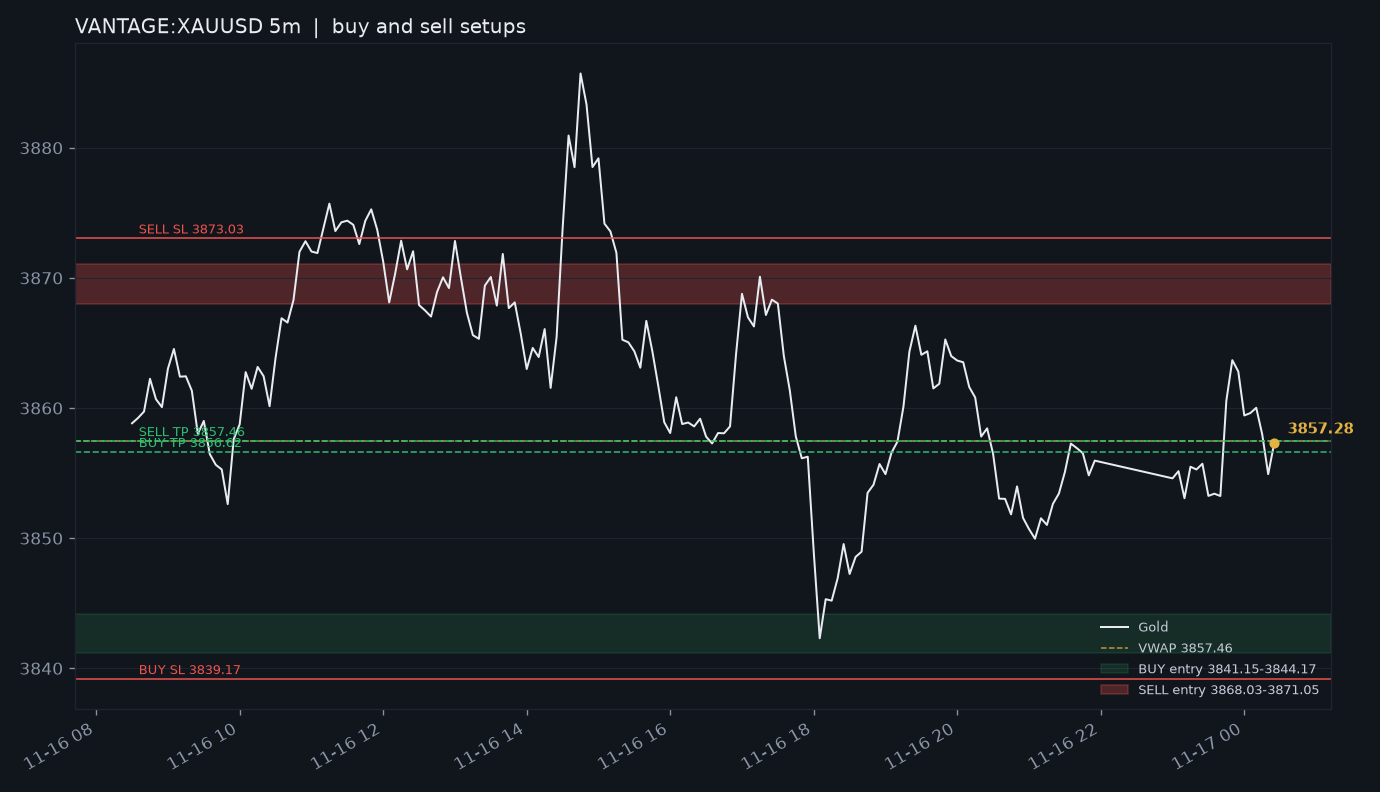 VANTAGE:XAUUSD 5m | buy and sell setups
3880
SELL SL 3873.03
3870
3860
SELL TP 3857.46
BUY TP 3856.62
3857.28
3850
3840
BUY SL 3839.17
Gold
VWAP 3857.46
BUY entry 3841.15-3844.17
SELL entry 3868.03-3871.05
11-16 08
11-16 10
11-16 12
11-16 14
11-16 16
11-16 18
11-16 20
11-16 22
11-17 00